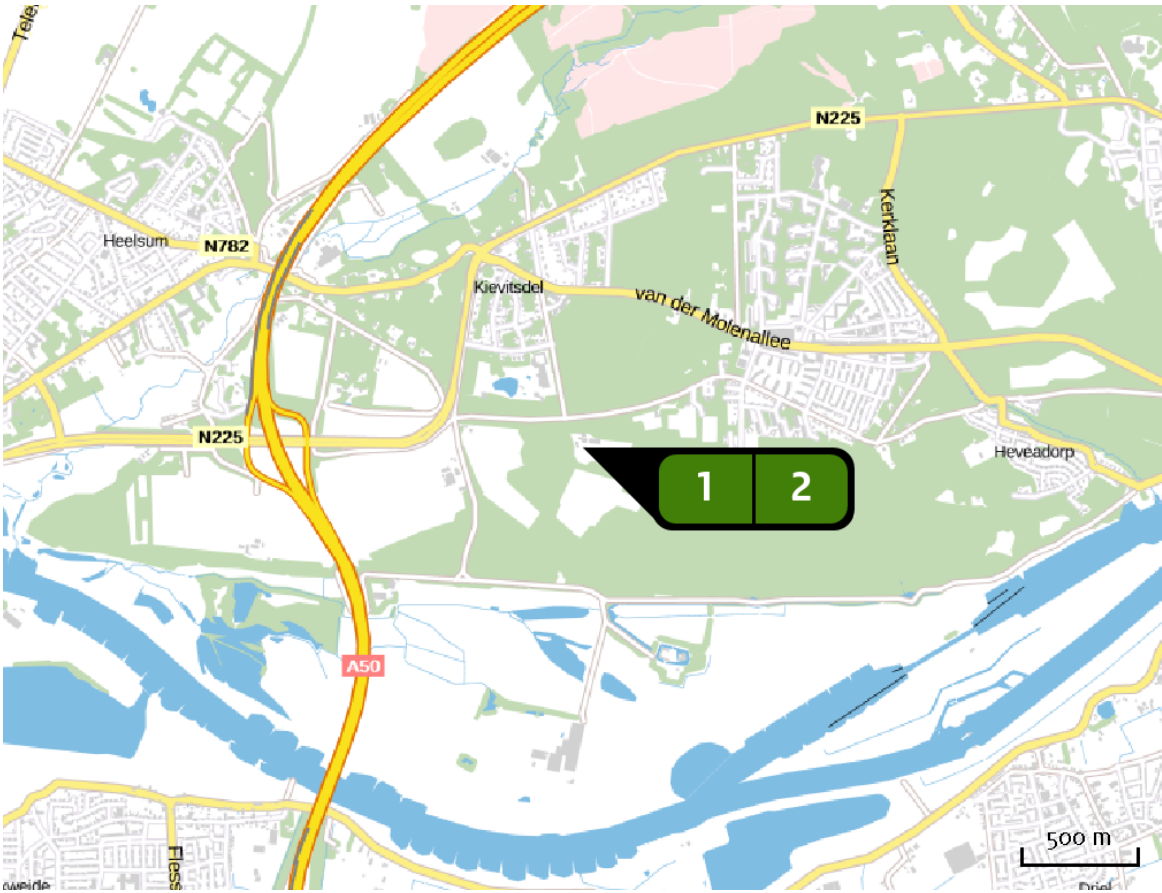 Tele
N225
Kerklaan
Heelsum
N782
Kievitsdel
van der Molenallee
N225
Heveadorp
1 2
A50
500 m
Fless
weide
Driel